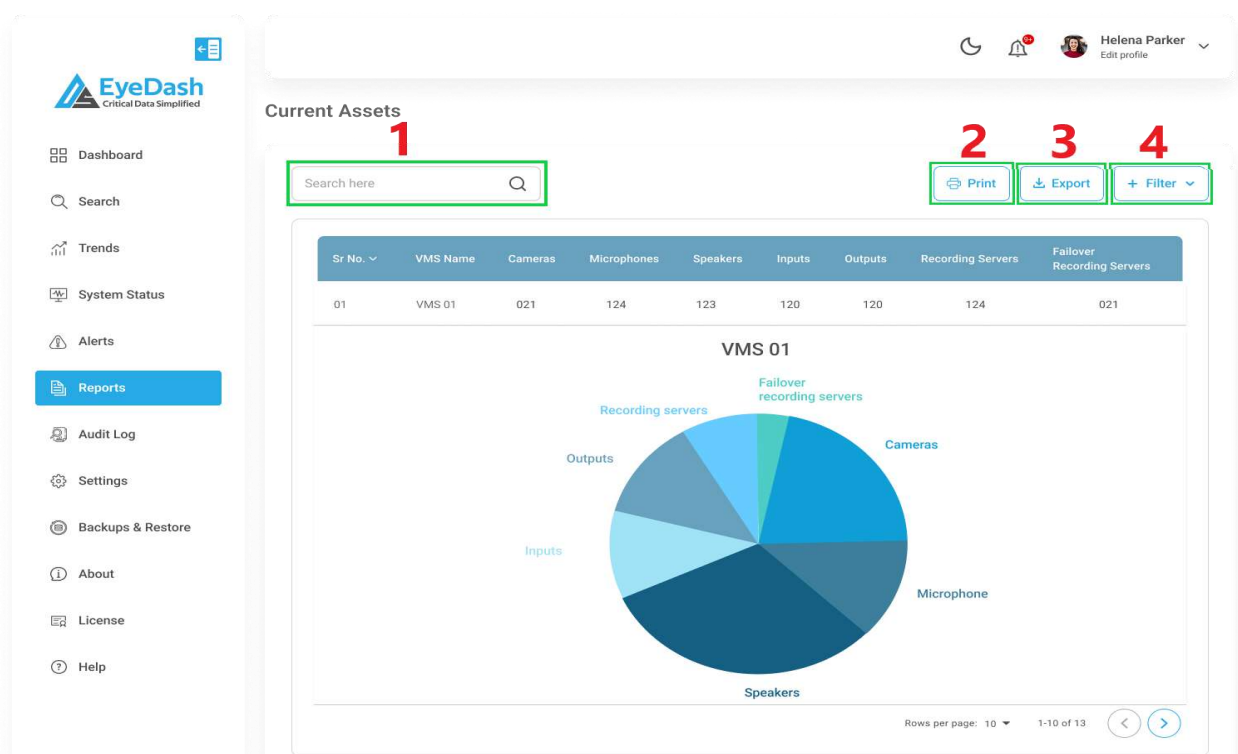 EyeDash
Critical Data Simplified
Dashboard
Search
Trends
System Status
Alerts
Reports
Audit Log
Settings
Backups & Restore
About
License
Help
9+
Helena Parker
Edit profile
Current Assets
1
2
3
4
Search here
Print
Export
+ Filter
Sr No. VMS Name Cameras Microphones Speakers Inputs Outputs Recording Servers Failover
Recording Servers
01 VMS 01 021 124 123 120 120 124 021
VMS 01
Failover
recording servers
Recording servers
Cameras
Outputs
Inputs
Microphone
Speakers
Rows per page: 10 1-10 of 13